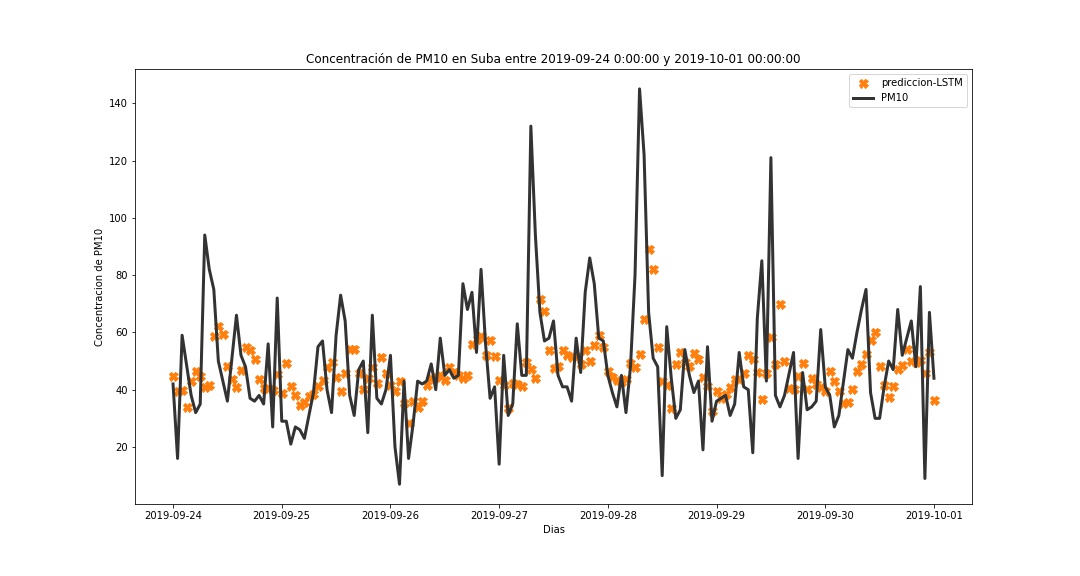 Concentración de PM10 en Suba entre 2019-09-24 0:00:00 y 2019-10-01 00:00:00
prediccion-LSTM
PM10
140
120
100
80
60
40
20
Concentracion de PM10
2019-09-24 2019-09-25 2019-09-26 2019-09-27 2019-09-28 2019-09-29 2019-09-30 2019-10-01
Dias